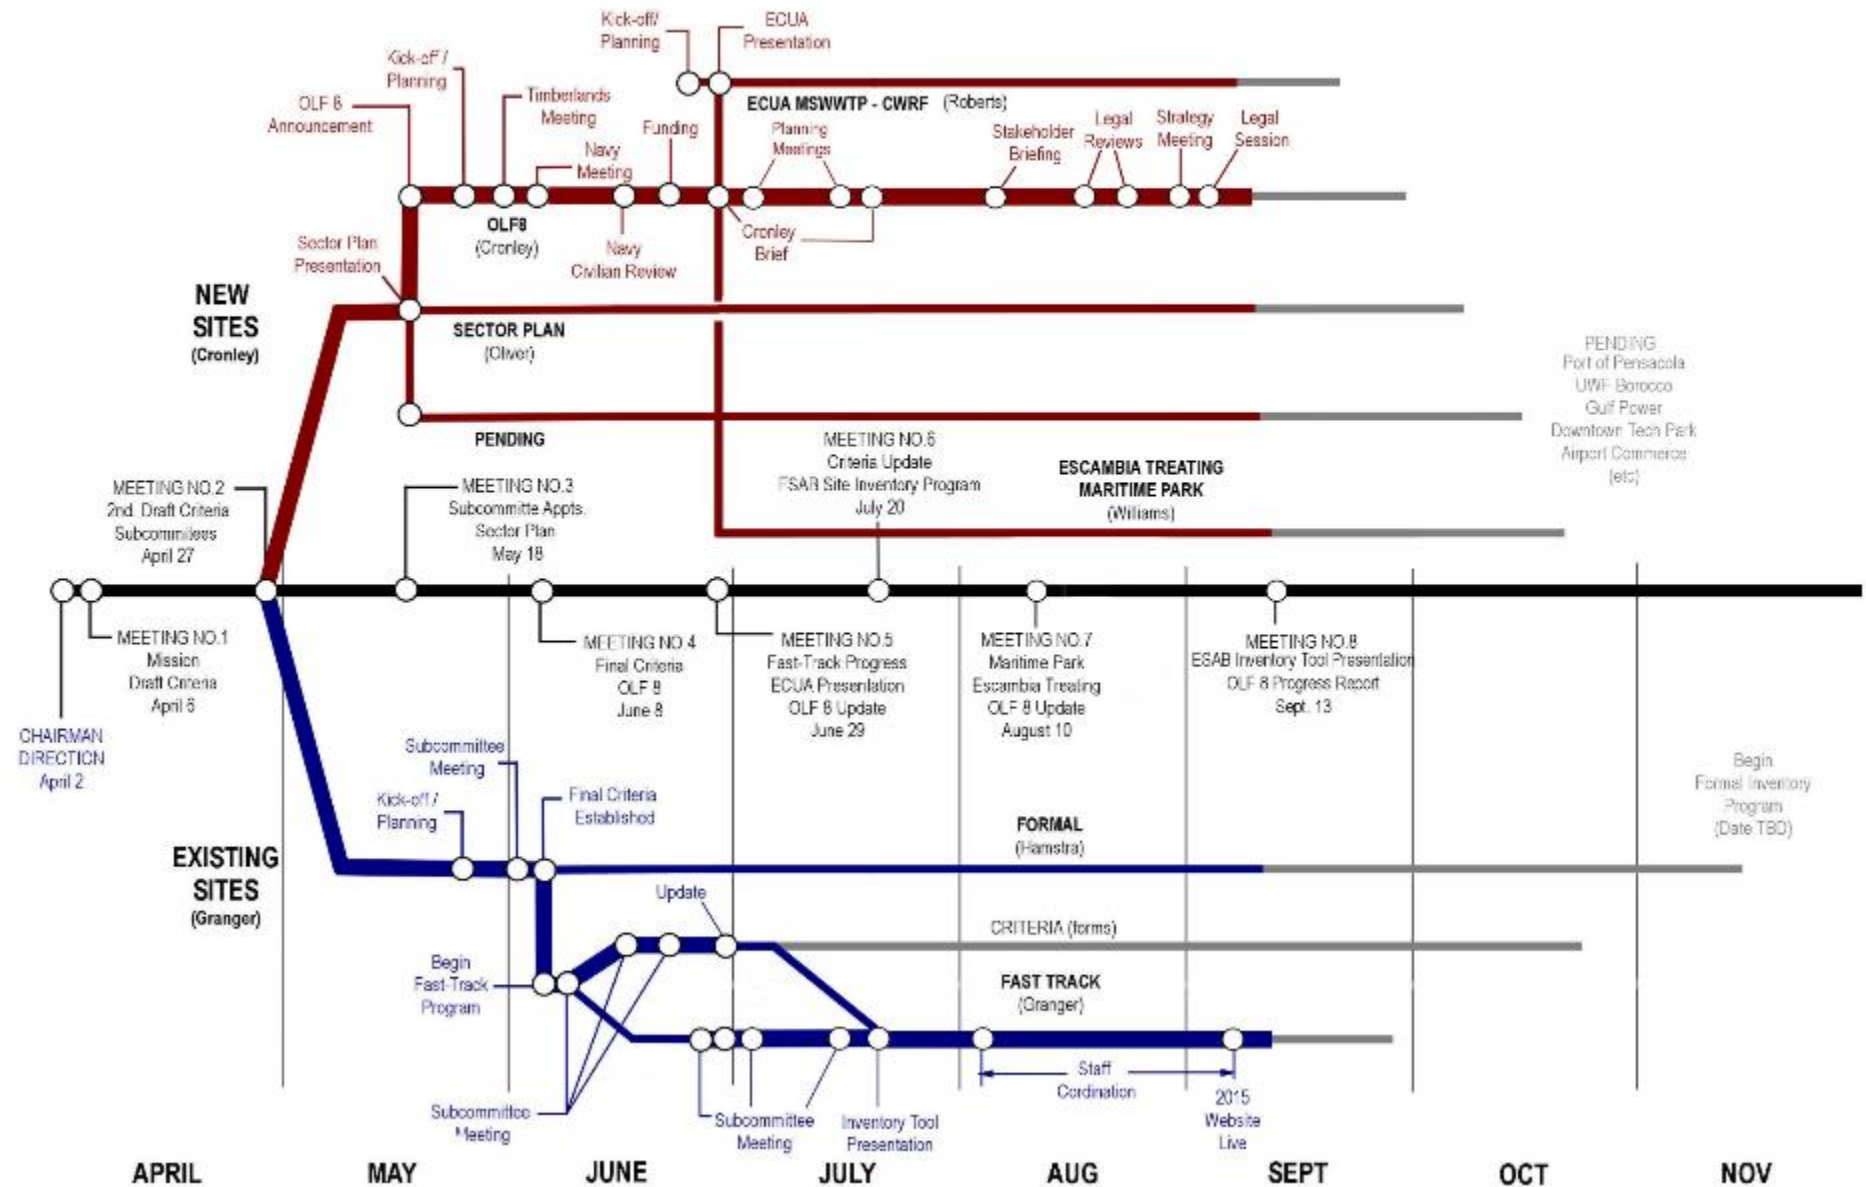 Kick-off/
Planning
ECUA
Presentation
Kick-off /
Planning
OLF 8
Announcement
Timberlands
Meeting
Navy
Meeting
Funding
ECUA MSWWTP - CWRF (Roberts)
Planning
Meetings
Stakeholder
Briefing
Legal
Reviews
Strategy
Meeting
Legal
Session
OLF8
(Cronley)
Navy
Civilian Review
Cronley
Brief
Sector Plan
Presentation
NEW
SITES
(Cronley)
SECTOR PLAN
(Oliver)
PENDING
PENDING
Port of Pensacola
UWF Borocco
Gulf Power
Downtown Tech Park
Airport Commerce
(etc)
MEETING NO.2
2nd. Draft Criteria
Subcommitees
April 27
MEETING NO.3
Subcommitte Appts.
Sector Plan
May 18
MEETING NO.6
Criteria Update
ESAB Site Inventory Program
July 20
ESCAMBIA TREATING
MARITIME PARK
(Williams)
MEETING NO.1
Mission
Draft Criteria
April 6
MEETING NO.4
Final Criteria
OLF 8
June 8
MEETING NO.5
Fast-Track Progress
ECUA Presentation
OLF 8 Update
June 29
MEETING NO.7
Maritime Park
Escambia Treating
OLF 8 Update
August 10
MEETING NO.8
ESAB Inventory Tool Presentation
OLF 8 Progress Report
Sept. 13
CHAIRMAN
DIRECTION
April 2
Subcommittee
Meeting
Kick-off /
Planning
Final Criteria
Established
EXISTING
SITES
(Granger)
FORMAL
(Hamstra)
Begin
Formal Inventory
Program
(Date TBD)
Update
CRITERIA (forms)
Begin
Fast-Track
Program
FAST TRACK
(Granger)
Subcommittee
Meeting
Subcommittee
Meeting
Inventory Tool
Presentation
Staff
Cordination
2015
Website
Live
APRIL
MAY
JUNE
JULY
AUG
SEPT
OCT
NOV